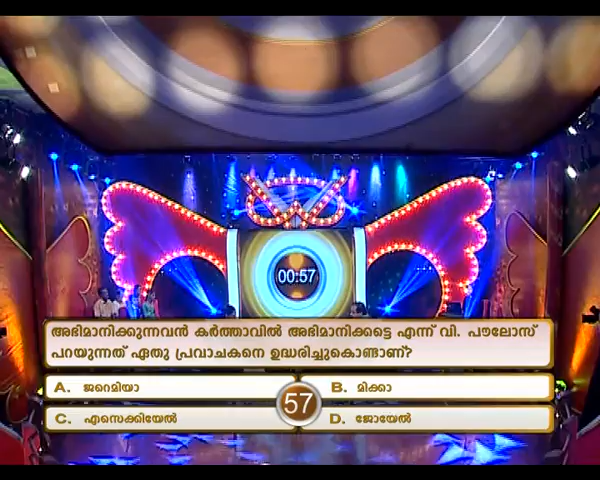 00:57
അഭിമാനിക്കുന്നവൻ കർത്താവിൽ അഭിമാനിക്കട്ടെ എന്ന് വി. പൗലോസ്
പറയുന്നത് ഏതു പ്രവാചകനെ ഉദ്ധരിച്ചുകൊണ്ടാണ്?
A. ജറെമിയാ
B. മിക്കാ
57
C. എസെക്കിയേൽ
D. ജോയേൽ